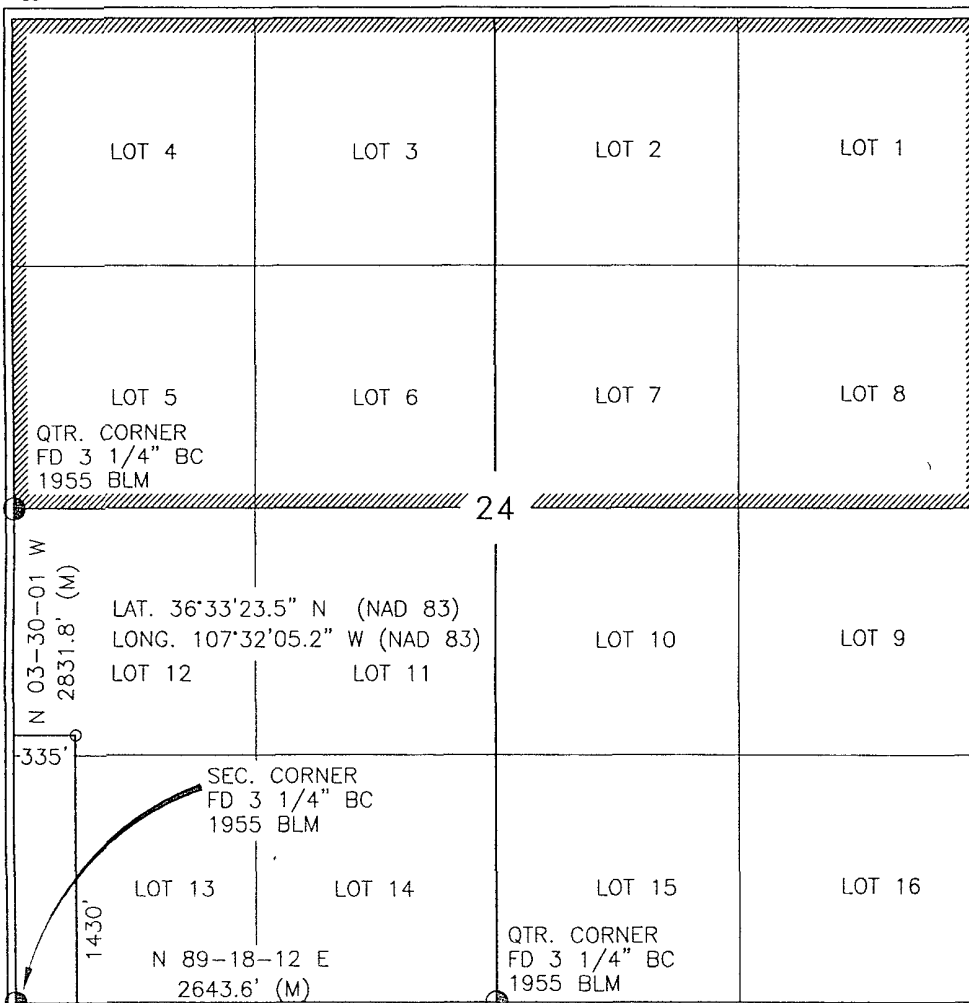 LOT 4
LOT 3
LOT 2
LOT 1
LOT 5
LOT 6
LOT 7
LOT 8
QTR. CORNER
FD 3 1/4" BC
1955 BLM
24
N 03-30-01 W
2831.8' (M)
LAT. 36°33'23.5" N (NAD 83)
LONG. 107°32'05.2" W (NAD 83)
LOT 12
LOT 11
LOT 10
LOT 9
335'
SEC. CORNER
FD 3 1/4" BC
1955 BLM
LOT 13
LOT 14
LOT 15
LOT 16
1430'
N 89-18-12 E
2643.6' (M)
QTR. CORNER
FD 3 1/4" BC
1955 BLM